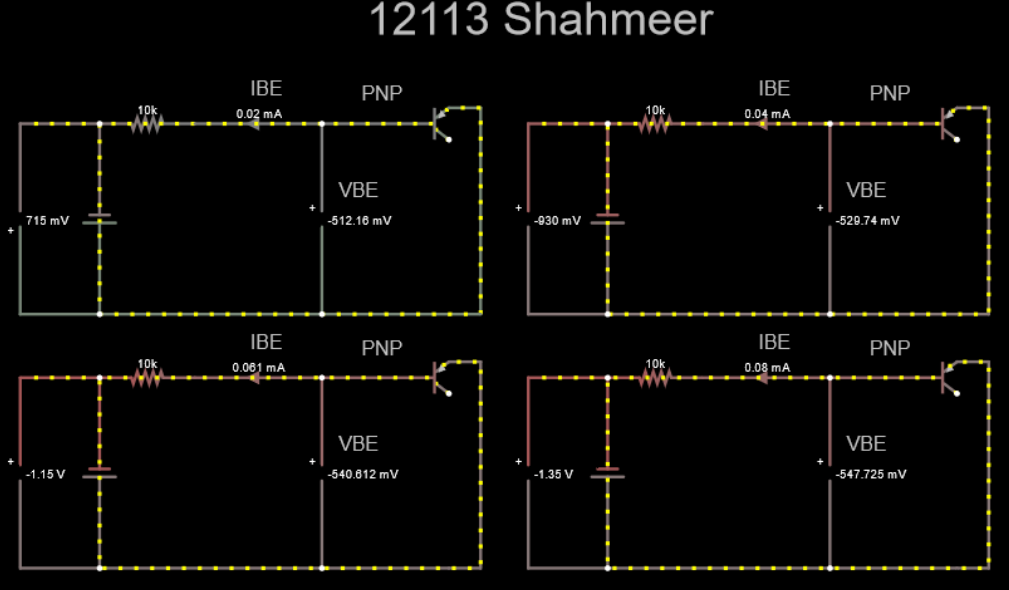 12113 Shahmeer
IBE
PNP
10k
0.02 mA
VBE
+
715 mV
-512.16 mV
+
IBE
PNP
10k
0.04 mA
VBE
+
-930 mV
+
-529.74 mV
IBE
PNP
10k
0.061 mA
VBE
+
-1.15 V
+
-540.612 mV
IBE
PNP
10k
0.08 mA
VBE
+
-1.35 V
+
-547.725 mV